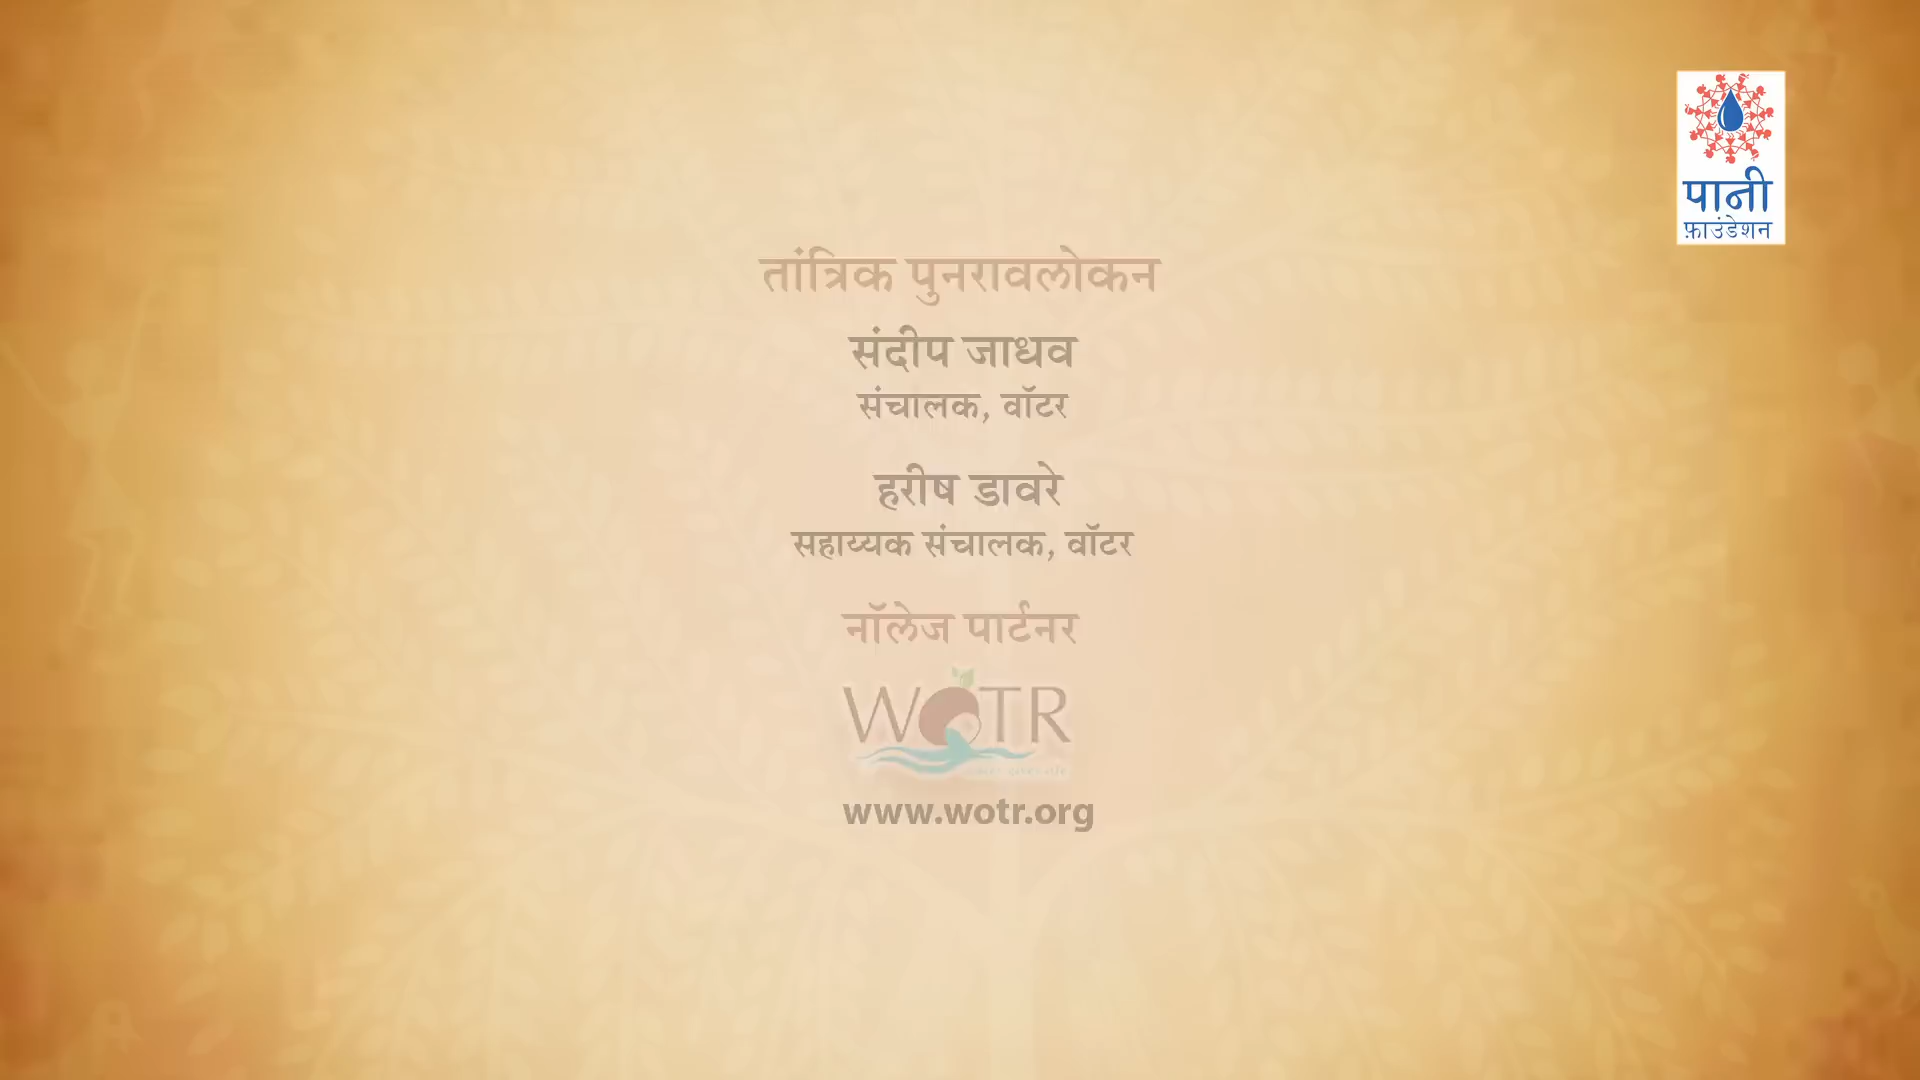 पानी
फ़ाउंडेशन
तांत्रिक पुनरावलोकन
संदीप जाधव
संचालक, वॉटर
हरीष डावरे
सहाय्यक संचालक, वॉटर
नॉलेज पार्टनर
WOTR
www.wotr.org